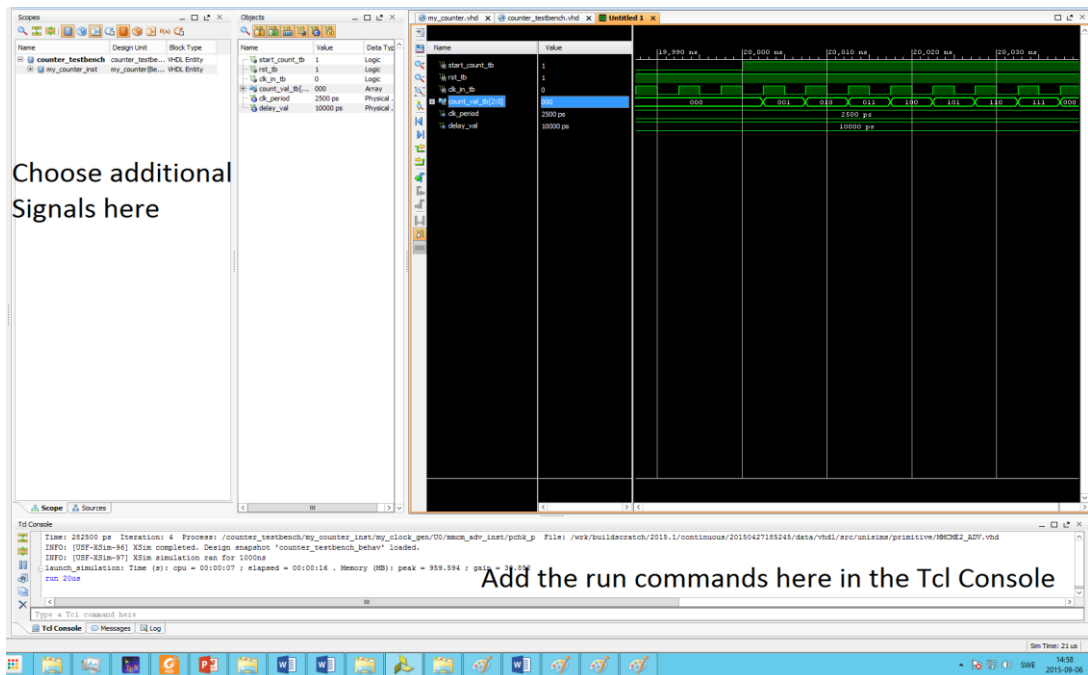 Scopes
Name Design Unit Block Type
counter_testbench counter_testbe... VHDL Entity
my_counter_inst my_counter(Be... VHDL Entity
Choose additional
Signals here
Scope Sources
Objects
Name Value Data Typ
start_count_tb 1 Logic
rst_tb 1 Logic
clk_in_tb 0 Logic
count_val_tb[... 000 Array
clk_period 2500 ps Physical.
delay_val 10000 ps Physical.
my_counter.vhd counter_testbench.vhd Untitled 1
Name Value
start_count_tb 1
rst_tb 1
clk_in_tb 0
count_val_tb[2:0] 000
clk_period 2500 ps
delay_val 10000 ps
19,990 ns 20,000 ns 20,010 ns 20,020 ns 20,030 ns
000 001 010 011 100 101 110 111 000
2500 ps
10000 ps
Tcl Console
Time: 282500 ps Iteration: 4 Process: /counter_testbench/my_counter_inst/my_clock_gen/U0/mmcm_adv_inst/pchk_p File: /wrk/buildscratch/2015.1/continuous/20150427185245/data/vhdl/src/unisims/primitive/MMCME2_ADV.vhd
INFO: [USF-XSim-96] XSim completed. Design snapshot 'counter_testbench_behav' loaded.
INFO: [USF-XSim-97] XSim simulation ran for 1000ns
launch_simulation: Time (s): cpu = 00:00:07 ; elapsed = 00:00:16 . Memory (MB): peak = 959.594 ; gain =
run 20us
Add the run commands here in the Tcl Console
Type a Tcl command here
Tcl Console Messages Log
Sim Time: 21 us
SWE 14:58
2015-09-06